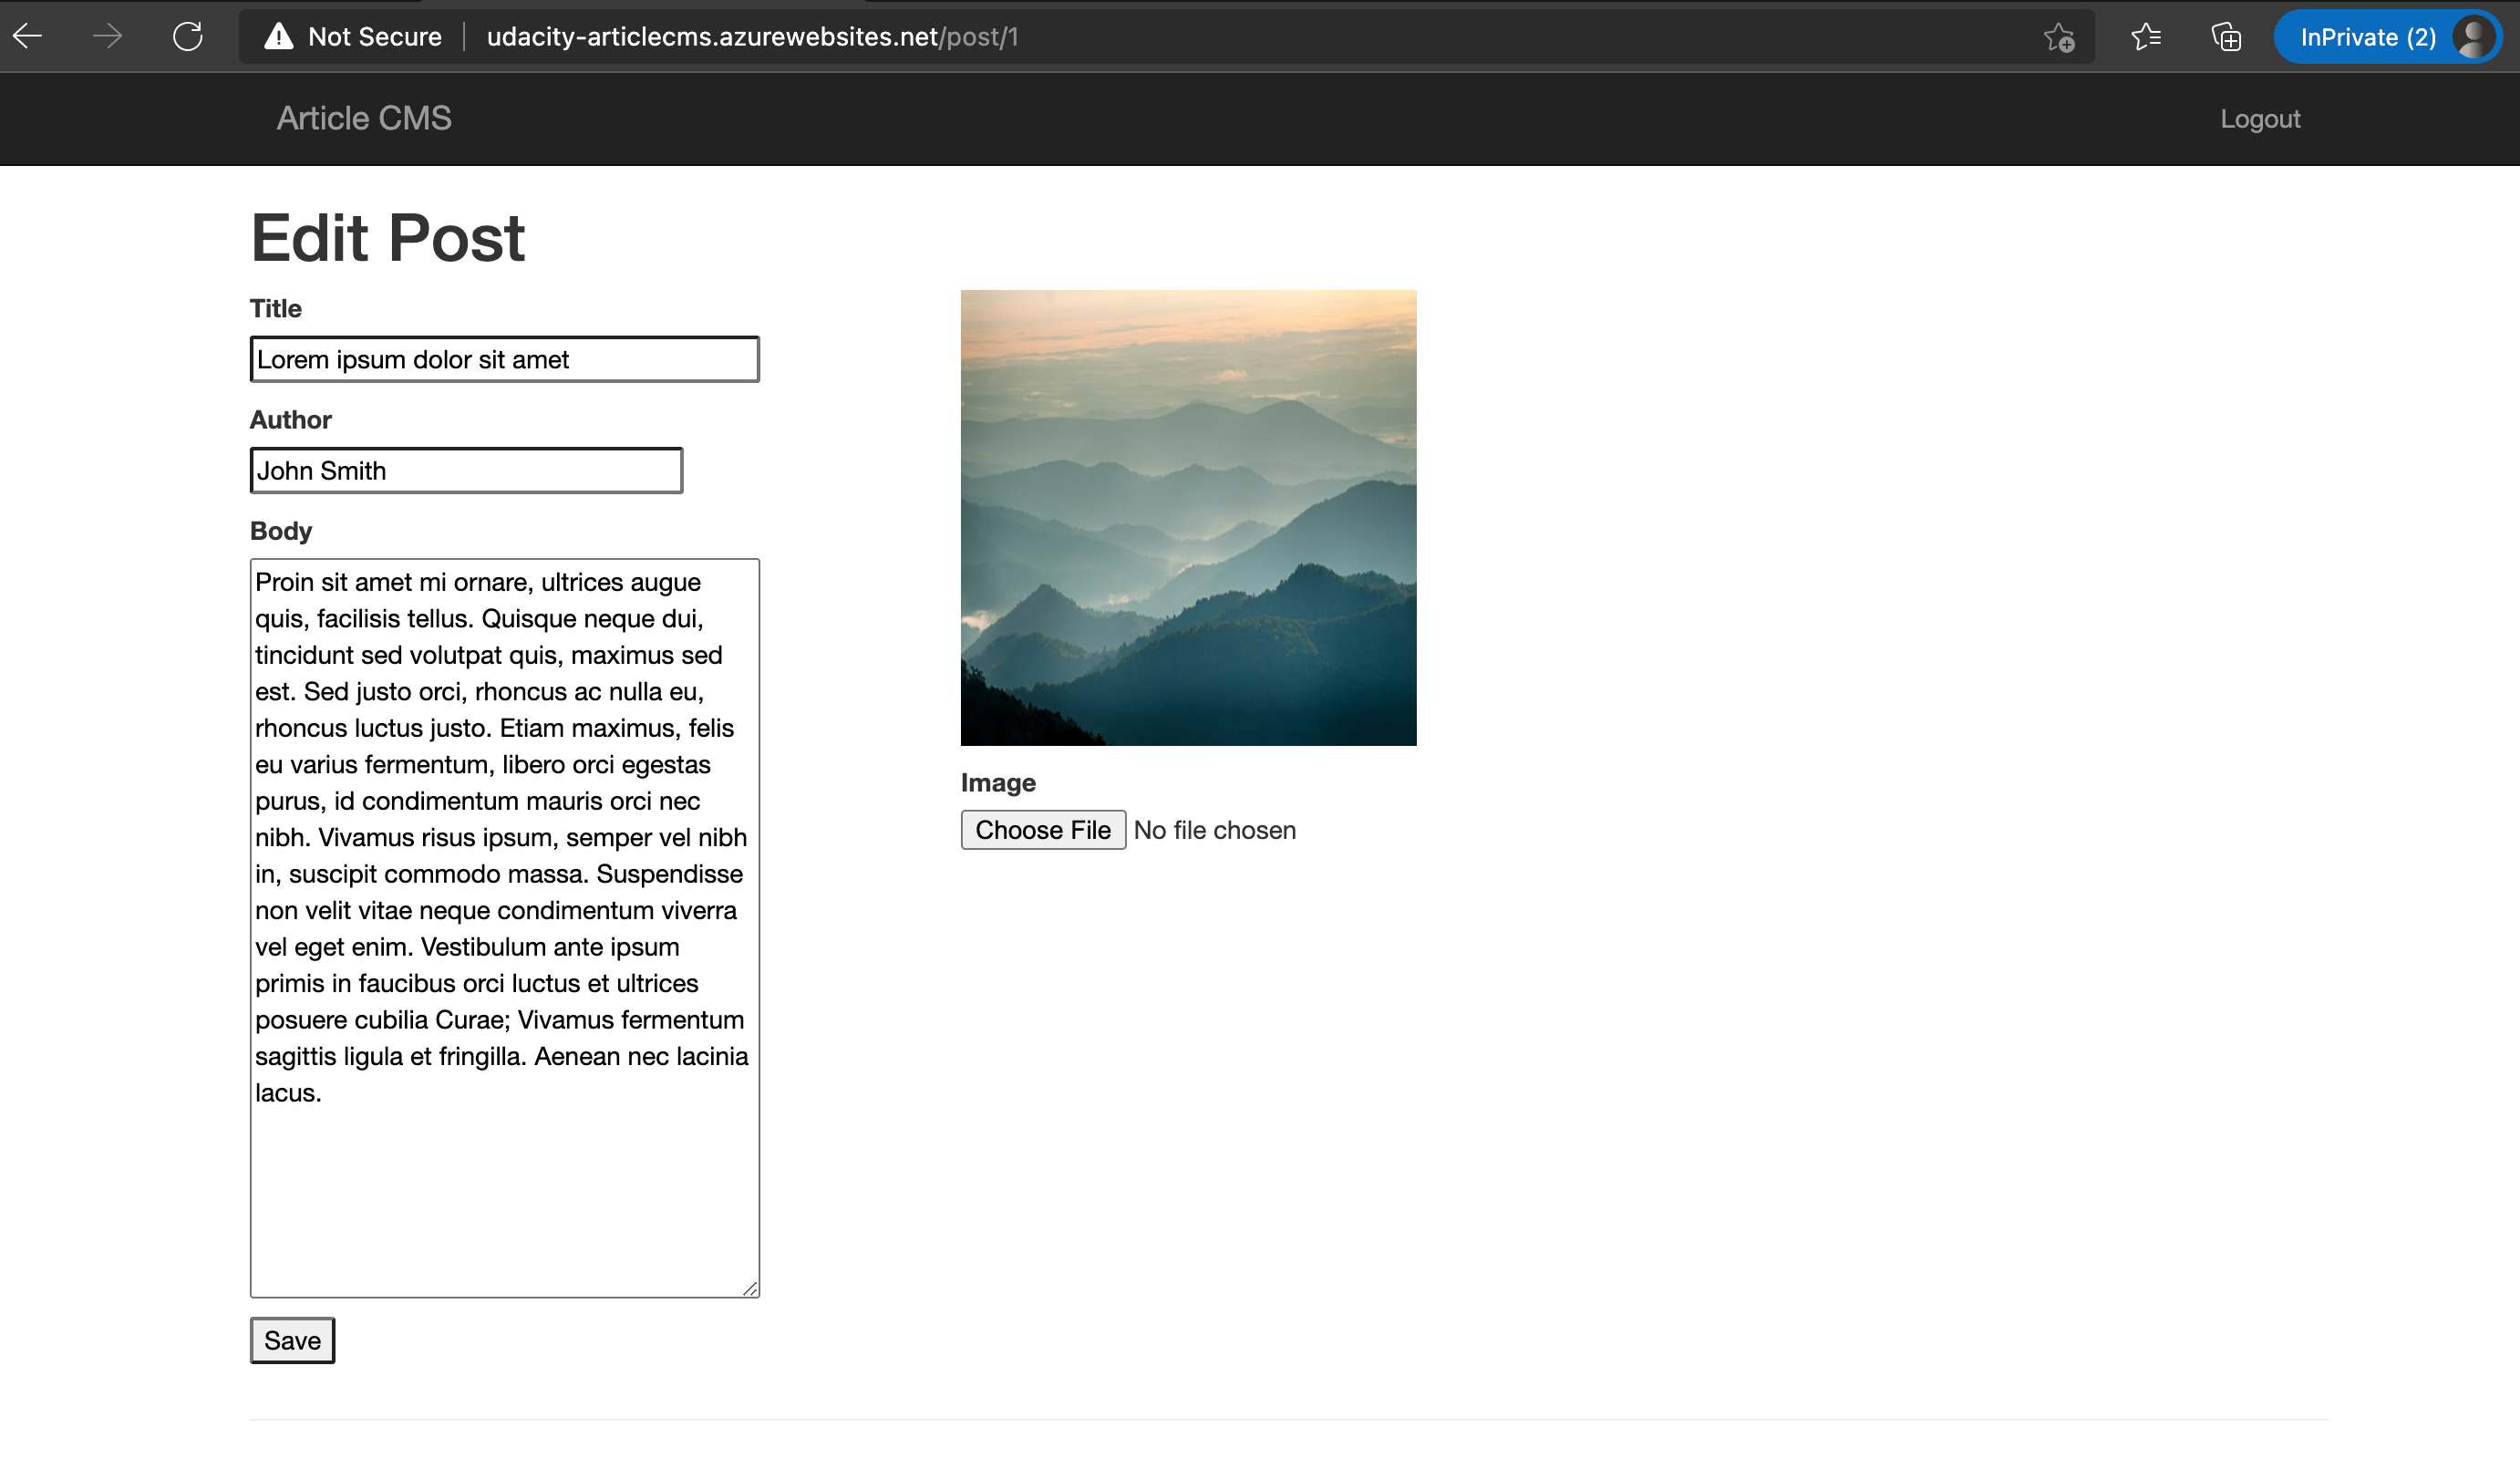 Not Secure | udacity-articlecms.azurewebsites.net/post/1
InPrivate (2)
Article CMS
Logout
Edit Post
Title
Lorem ipsum dolor sit amet
Author
John Smith
Body
Proin sit amet mi ornare, ultrices augue
quis, facilisis tellus. Quisque neque dui,
tincidunt sed volutpat quis, maximus sed
est. Sed justo orci, rhoncus ac nulla eu,
rhoncus luctus justo. Etiam maximus, felis
eu varius fermentum, libero orci egestas
purus, id condimentum mauris orci nec
nibh. Vivamus risus ipsum, semper vel nibh
in, suscipit commodo massa. Suspendisse
non velit vitae neque condimentum viverra
vel eget enim. Vestibulum ante ipsum
primis in faucibus orci luctus et ultrices
posuere cubilia Curae; Vivamus fermentum
sagittis ligula et fringilla. Aenean nec lacinia
lacus.
Image
Choose File No file chosen
Save